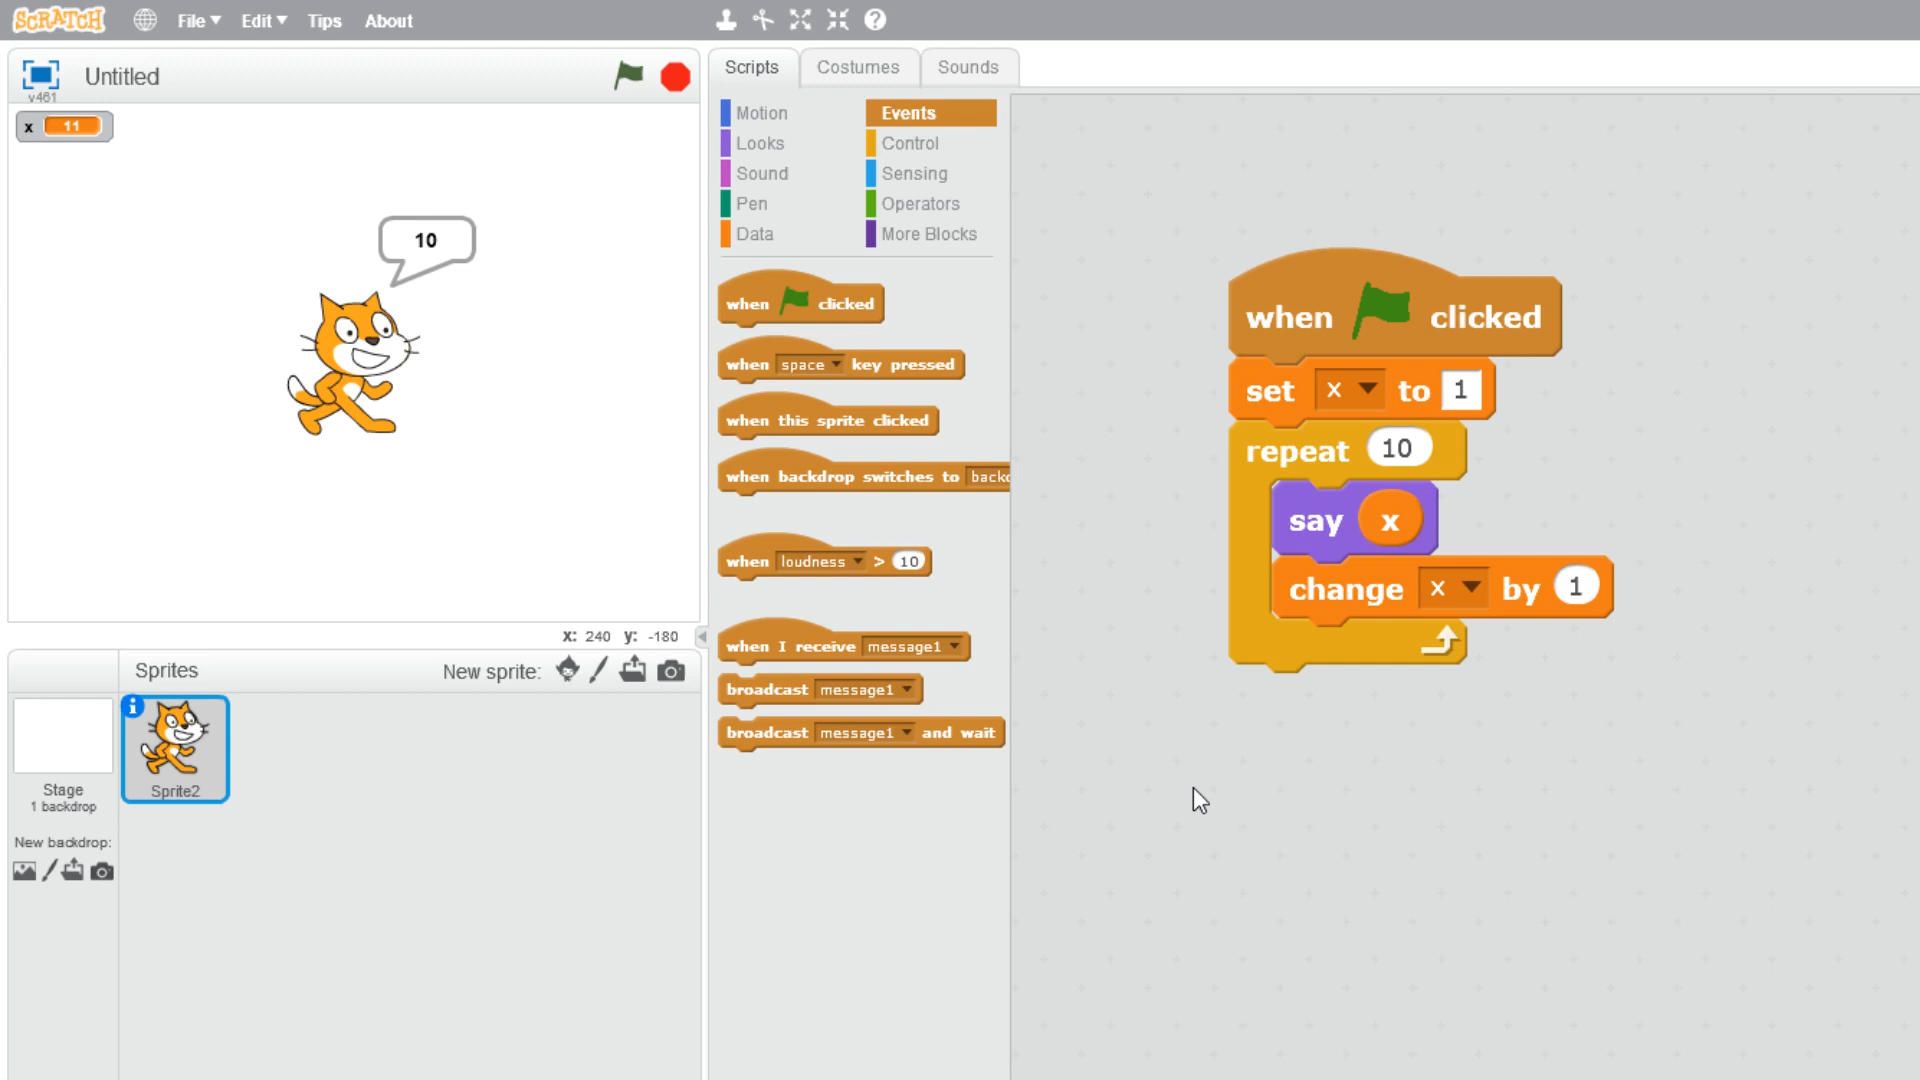 SCRATCH File Edit Tips About
Untitled
v461
x 11
10
x: 240 y: -180
Sprites New sprite:
Sprite2
Stage
1 backdrop
New backdrop:
Scripts Costumes Sounds
Motion Events
Looks Control
Sound Sensing
Pen Operators
Data More Blocks
when clicked
when space key pressed
when this sprite clicked
when backdrop switches to backd
when loudness > 10
when I receive message1
broadcast message1
broadcast message1 and wait
when clicked
set x to 1
repeat 10
say x
change x by 1